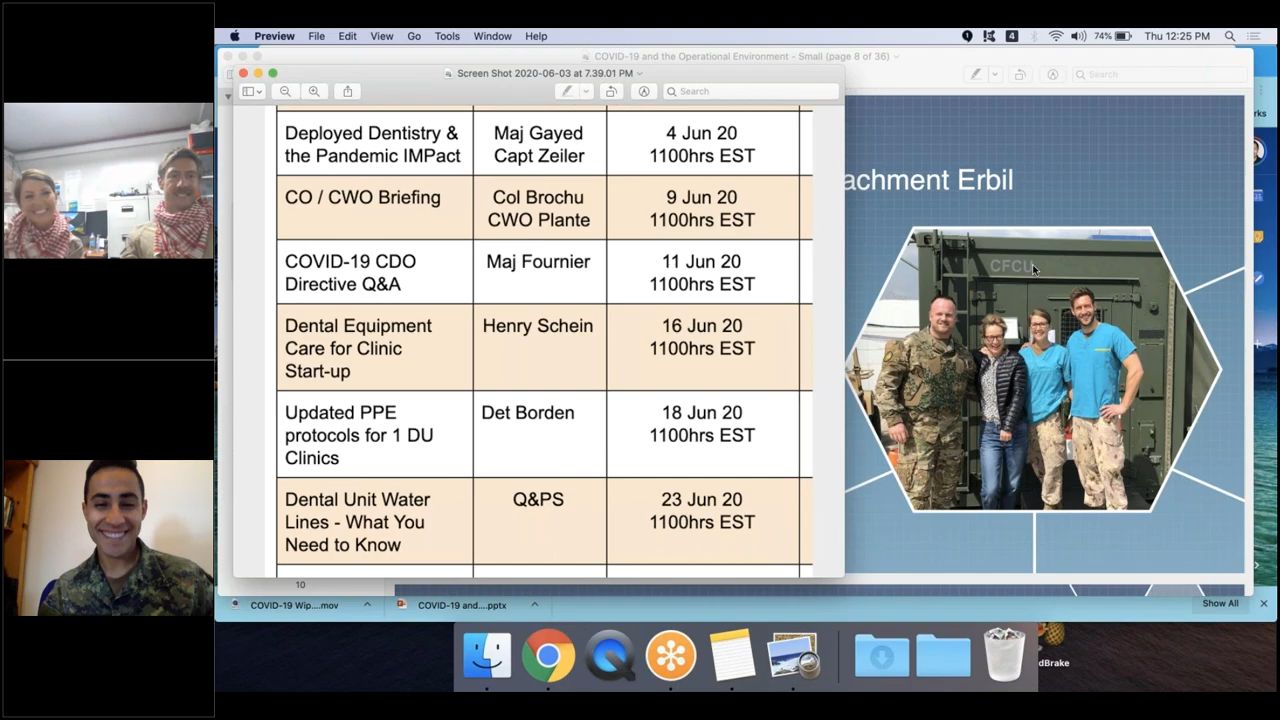 Preview File Edit View Go Tools Window Help
4 74% Thu 12:25 PM
COVID-19 and the Operational Environment - Small (page 8 of 36)
Search
Screen Shot 2020-06-03 at 7.39.01 PM
Search
Deployed Dentistry & the Pandemic IMPact
Maj Gayed
Capt Zeiler
4 Jun 20
1100hrs EST
CO / CWO Briefing
Col Brochu
CWO Plante
9 Jun 20
1100hrs EST
COVID-19 CDO
Directive Q&A
Maj Fournier
11 Jun 20
1100hrs EST
Dental Equipment
Care for Clinic
Start-up
Henry Schein
16 Jun 20
1100hrs EST
Updated PPE
protocols for 1 DU
Clinics
Det Borden
18 Jun 20
1100hrs EST
Dental Unit Water
Lines - What You
Need to Know
Q&PS
23 Jun 20
1100hrs EST
achment Erbil
CFCU
rks
10
COVID-19 Wip....mov
COVID-19 and....pptx
Show All
dBrake